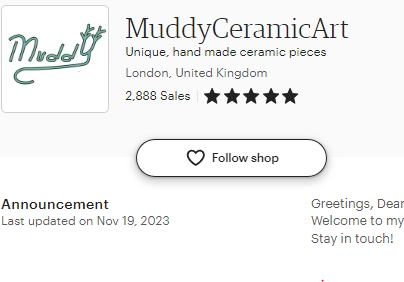 Muddy
MuddyCeramicArt
Unique, hand made ceramic pieces
London, United Kingdom
2,888 Sales
Follow shop
Announcement
Last updated on Nov 19, 2023
Greetings, Dear
Welcome to my
Stay in touch!